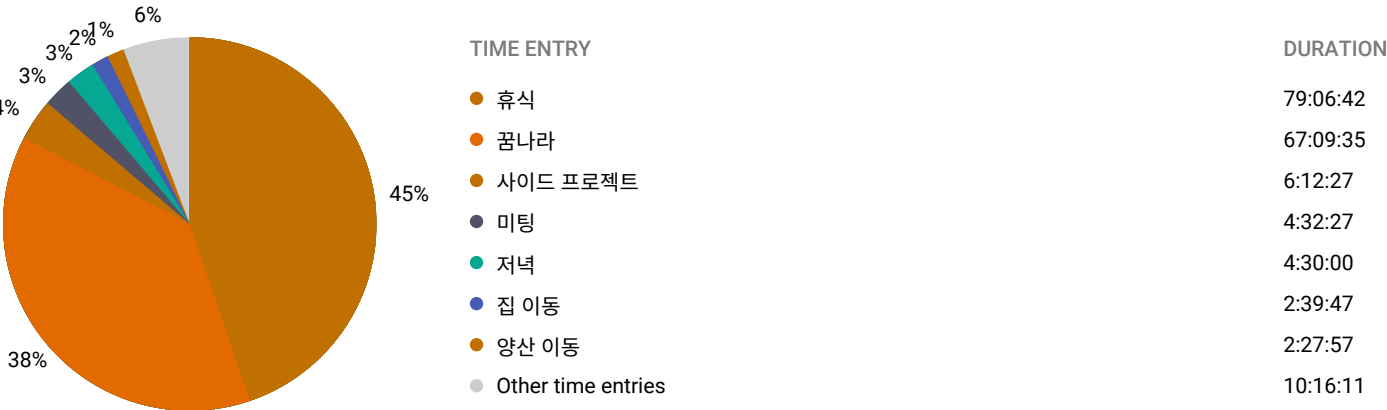 6%
1%
2%
3%
3%
4%
45%
38%
TIME ENTRY DURATION
휴식 79:06:42
꿈나라 67:09:35
사이드 프로젝트 6:12:27
미팅 4:32:27
저녁 4:30:00
집 이동 2:39:47
양산 이동 2:27:57
Other time entries 10:16:11